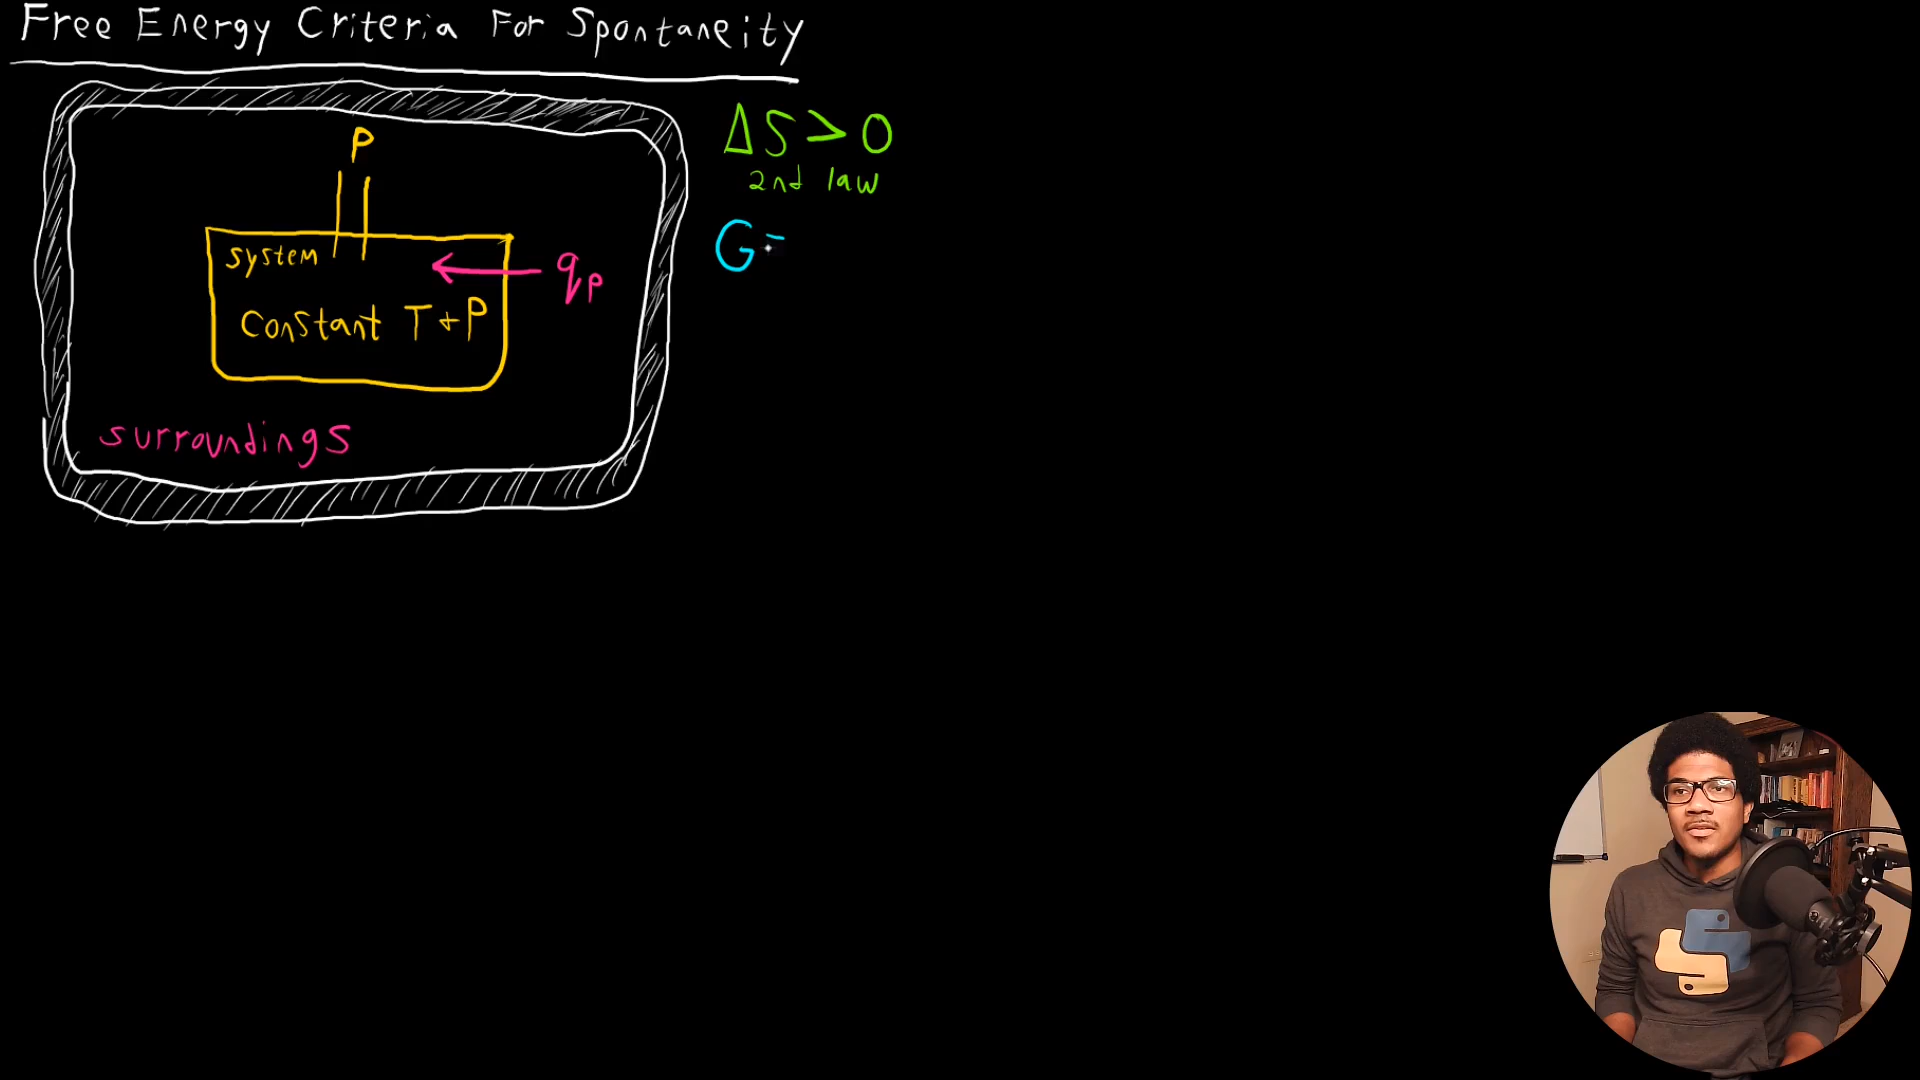 Free Energy Criteria For Spontaneity
P
system
Constant T + P
qₚ
surroundings
ΔS > 0
2nd law
G =